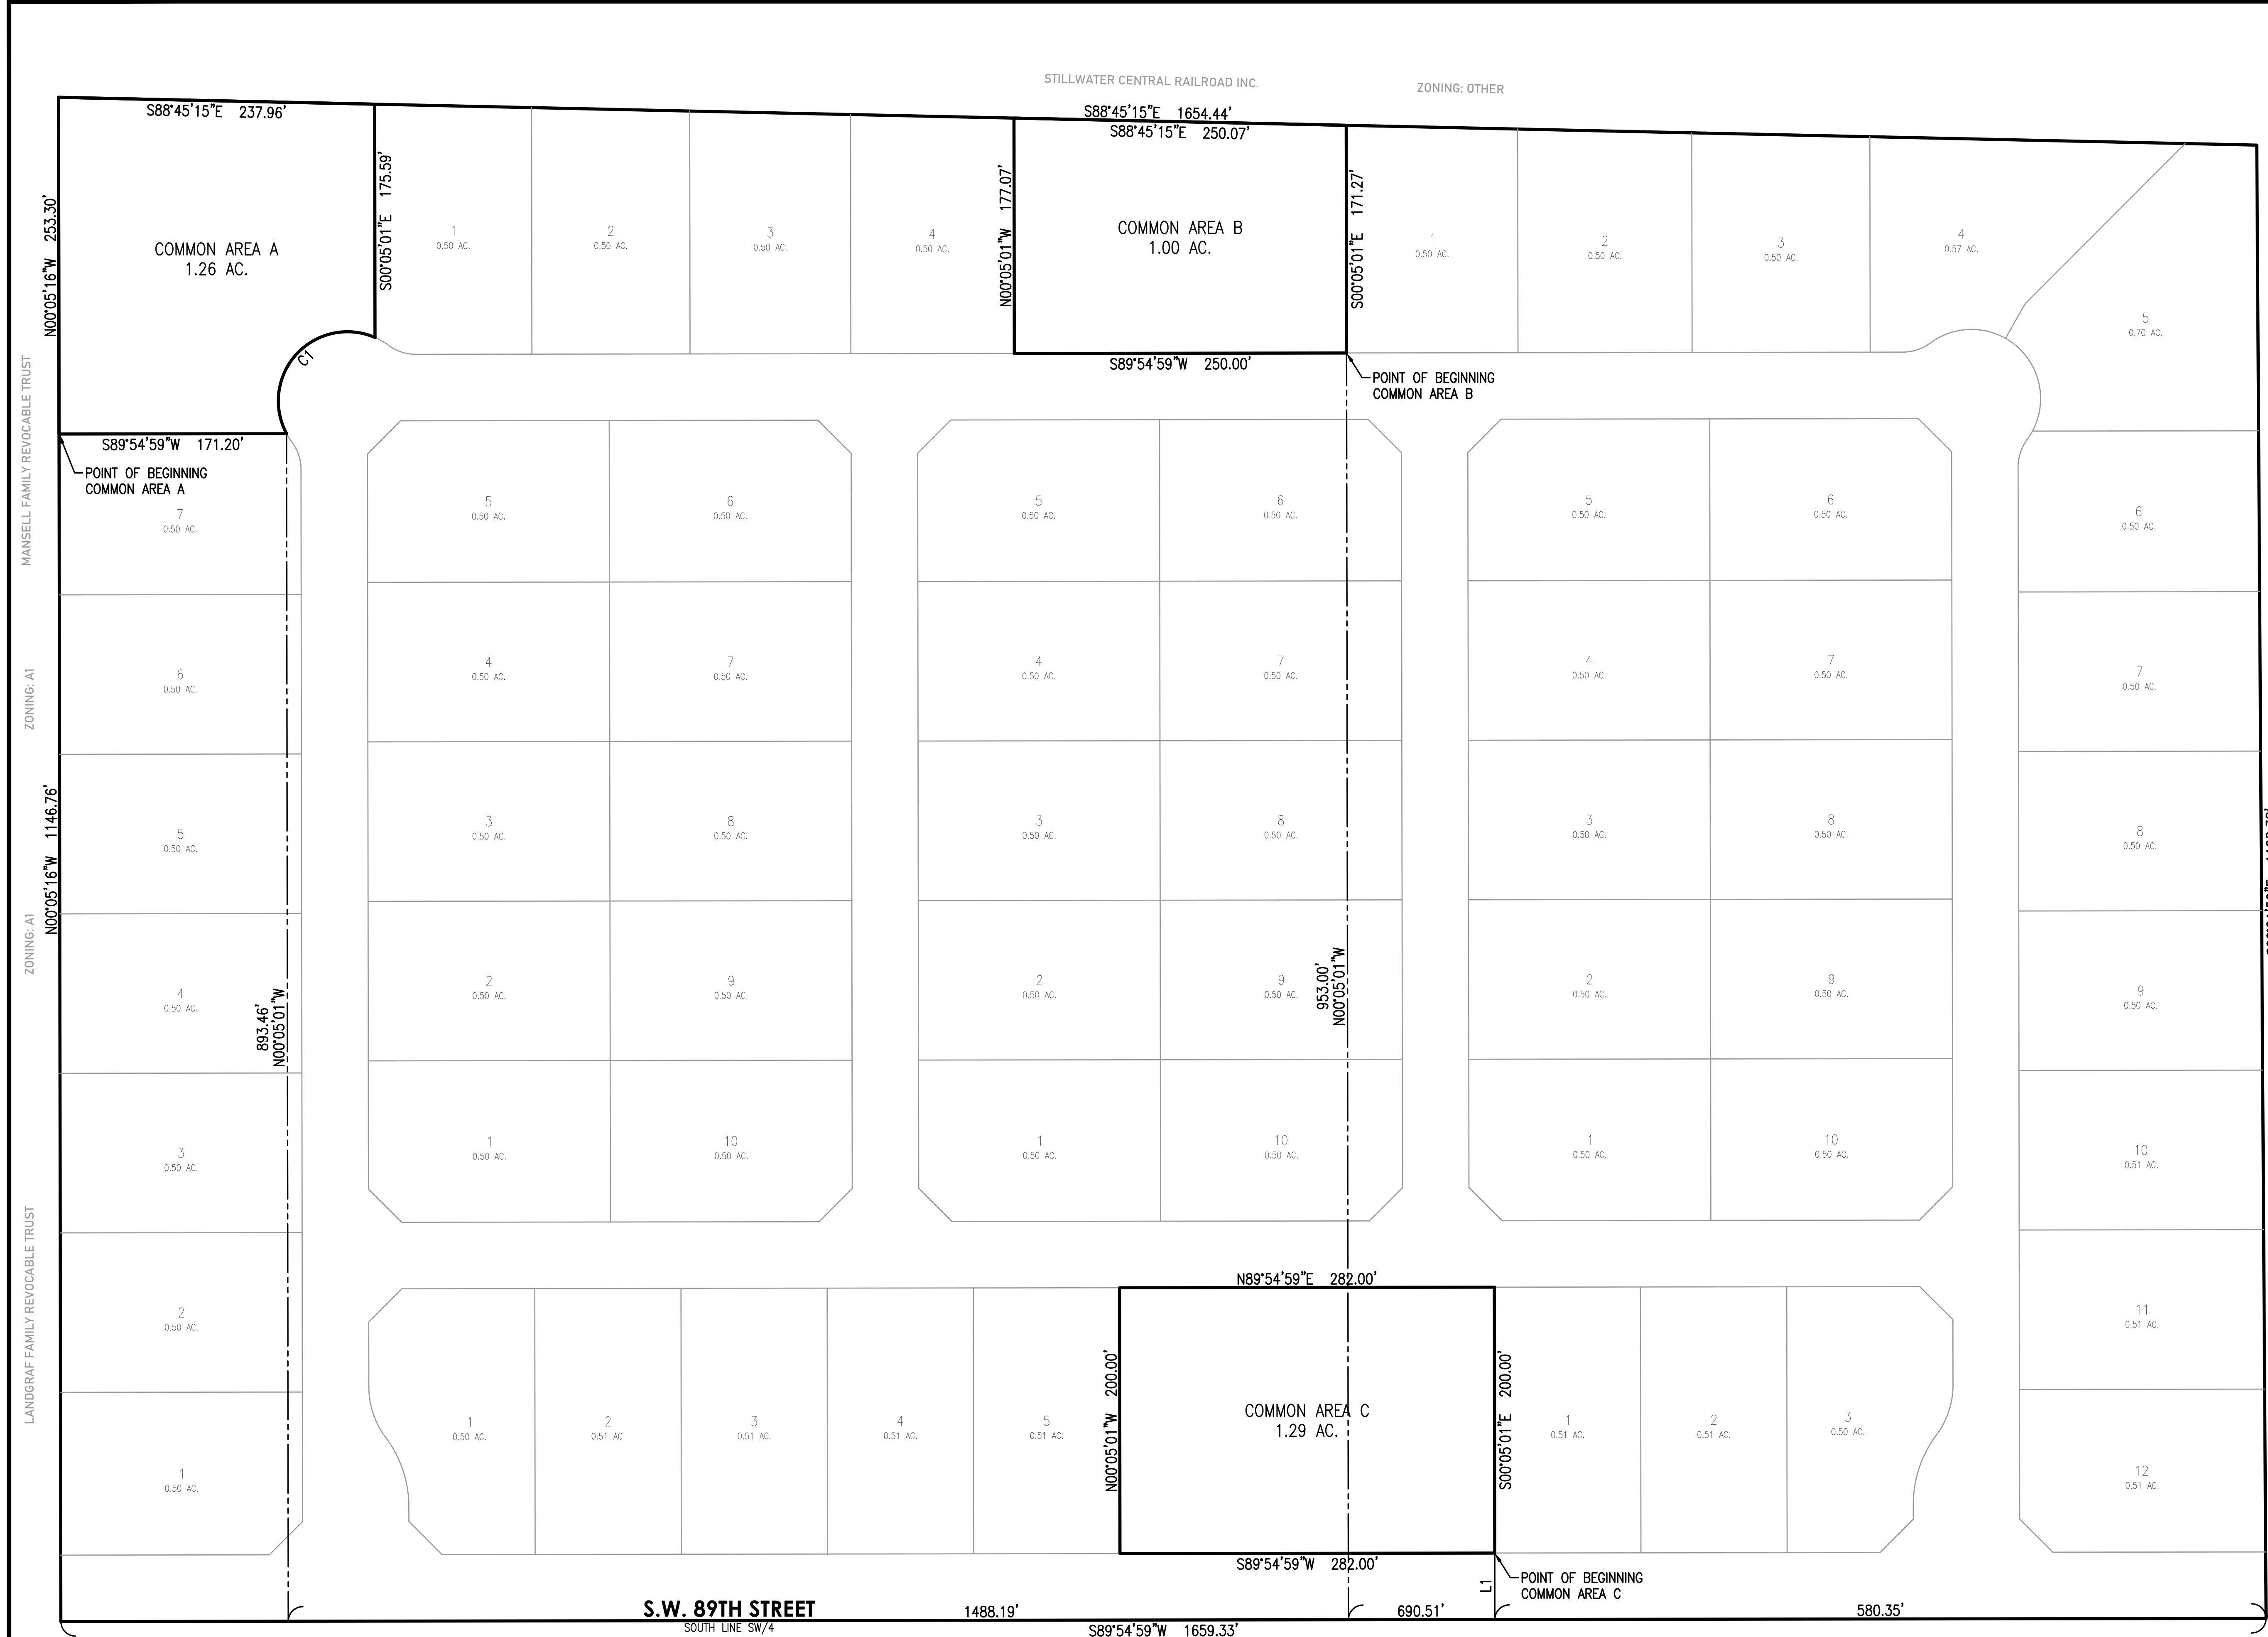 STILLWATER CENTRAL RAILROAD INC.
ZONING: OTHER
S88°45'15"E 237.96'
S88°45'15"E 1654.44'
S88°45'15"E 250.07'
N00°05'16"W 253.30'
COMMON AREA A
1.26 AC.
S00°05'01"E 175.59'
1
0.50 AC.
2
0.50 AC.
3
0.50 AC.
4
0.50 AC.
N00°05'01"W 177.07'
COMMON AREA B
1.00 AC.
S00°05'01"E 171.27'
1
0.50 AC.
2
0.50 AC.
3
0.50 AC.
4
0.57 AC.
5
0.70 AC.
C1
S89°54'59"W 250.00'
POINT OF BEGINNING
COMMON AREA B
S89°54'59"W 171.20'
POINT OF BEGINNING
COMMON AREA A
MANSELL FAMILY REVOCABLE TRUST
ZONING: A1
N00°05'16"W 1146.76'
ZONING: A1
LANDGRAF FAMILY REVOCABLE TRUST
7
0.50 AC.
6
0.50 AC.
5
0.50 AC.
4
0.50 AC.
3
0.50 AC.
2
0.50 AC.
1
0.50 AC.
893.46'
N00°05'01"W
5
0.50 AC.
6
0.50 AC.
4
0.50 AC.
7
0.50 AC.
3
0.50 AC.
8
0.50 AC.
2
0.50 AC.
9
0.50 AC.
1
0.50 AC.
10
0.50 AC.
5
0.50 AC.
6
0.50 AC.
4
0.50 AC.
7
0.50 AC.
3
0.50 AC.
8
0.50 AC.
2
0.50 AC.
9
0.50 AC.
1
0.50 AC.
10
0.50 AC.
953.00'
N00°05'01"W
5
0.50 AC.
6
0.50 AC.
4
0.50 AC.
7
0.50 AC.
3
0.50 AC.
8
0.50 AC.
2
0.50 AC.
9
0.50 AC.
1
0.50 AC.
10
0.50 AC.
6
0.50 AC.
7
0.50 AC.
8
0.50 AC.
9
0.50 AC.
10
0.51 AC.
11
0.51 AC.
12
0.51 AC.
1
0.50 AC.
2
0.51 AC.
3
0.51 AC.
4
0.51 AC.
5
0.51 AC.
N89°54'59"E 282.00'
N00°05'01"W 200.00'
COMMON AREA C
1.29 AC.
S00°05'01"E 200.00'
S89°54'59"W 282.00'
1
0.51 AC.
2
0.51 AC.
3
0.50 AC.
L1
POINT OF BEGINNING
COMMON AREA C
S.W. 89TH STREET
SOUTH LINE SW/4
1488.19'
690.51'
580.35'
S89°54'59"W 1659.33'